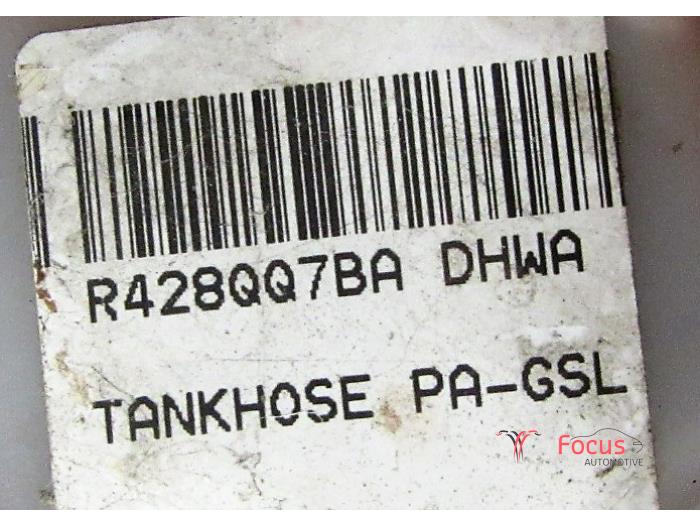 R428QQ7BA DHWA
TANKHOSE PA-GSL
Focus
AUTOMOTIVE